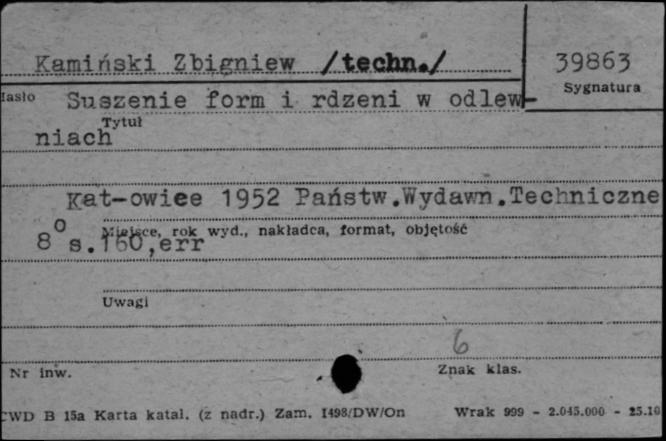 Kamiński Zbigniew /techn./ 39863
Hasło Sygnatura
Suszenie form i rdzeni w odlew-
Tytuł
niach
Kat-owice 1952 Państw.Wydawn.Techniczne
Miejsce, rok wyd., nakładca, format, objętość
8° s.160,err
Uwagi
6
Nr inw. Znak klas.
CWD B 15a Karta katal. (z nadr.) Zam. 1498/DW/On Wrak 999 - 2.045.000 - 25.10